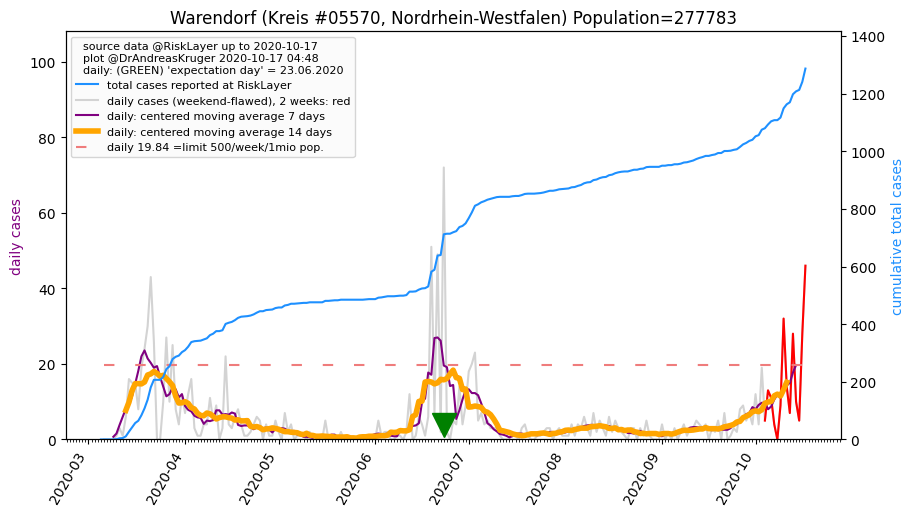 Warendorf (Kreis #05570, Nordrhein-Westfalen) Population=277783
source data @RiskLayer up to 2020-10-17
plot @DrAndreasKruger 2020-10-17 04:48
daily: (GREEN) 'expectation day' = 23.06.2020
total cases reported at RiskLayer
daily cases (weekend-flawed), 2 weeks: red
daily: centered moving average 7 days
daily: centered moving average 14 days
daily 19.84 =limit 500/week/1mio pop.
daily cases
100
80
60
40
20
0
1400
1200
1000
800
600
400
200
0
cumulative total cases
2020-03
2020-04
2020-05
2020-06
2020-07
2020-08
2020-09
2020-10